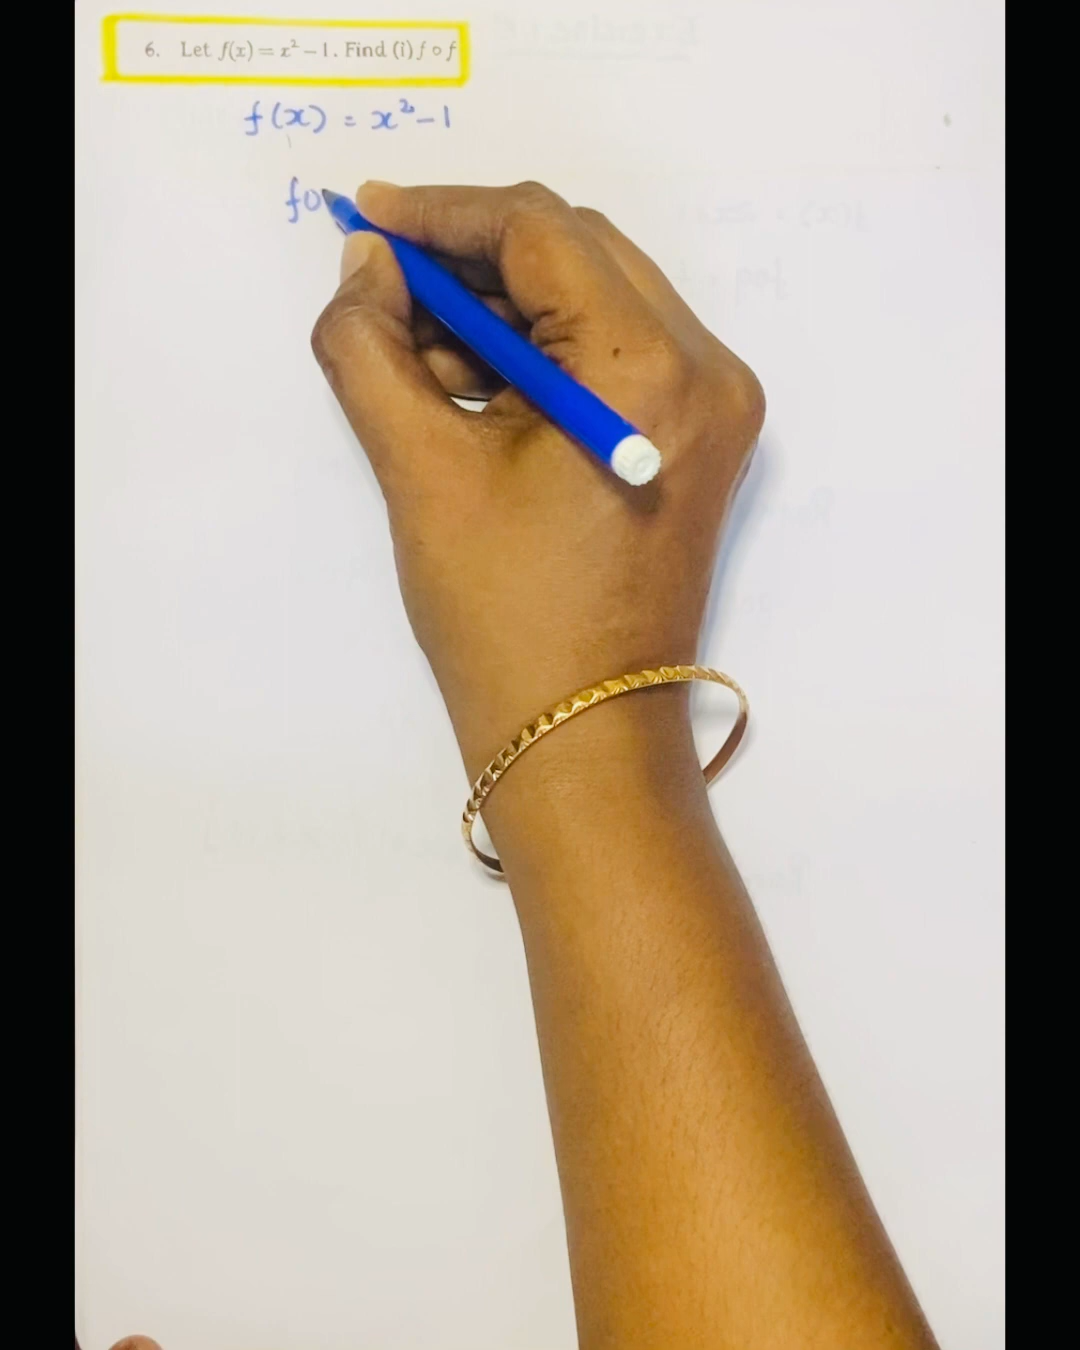 6. Let f(x) = x² – 1. Find (i) f o f
f(x) = x² – 1
fo